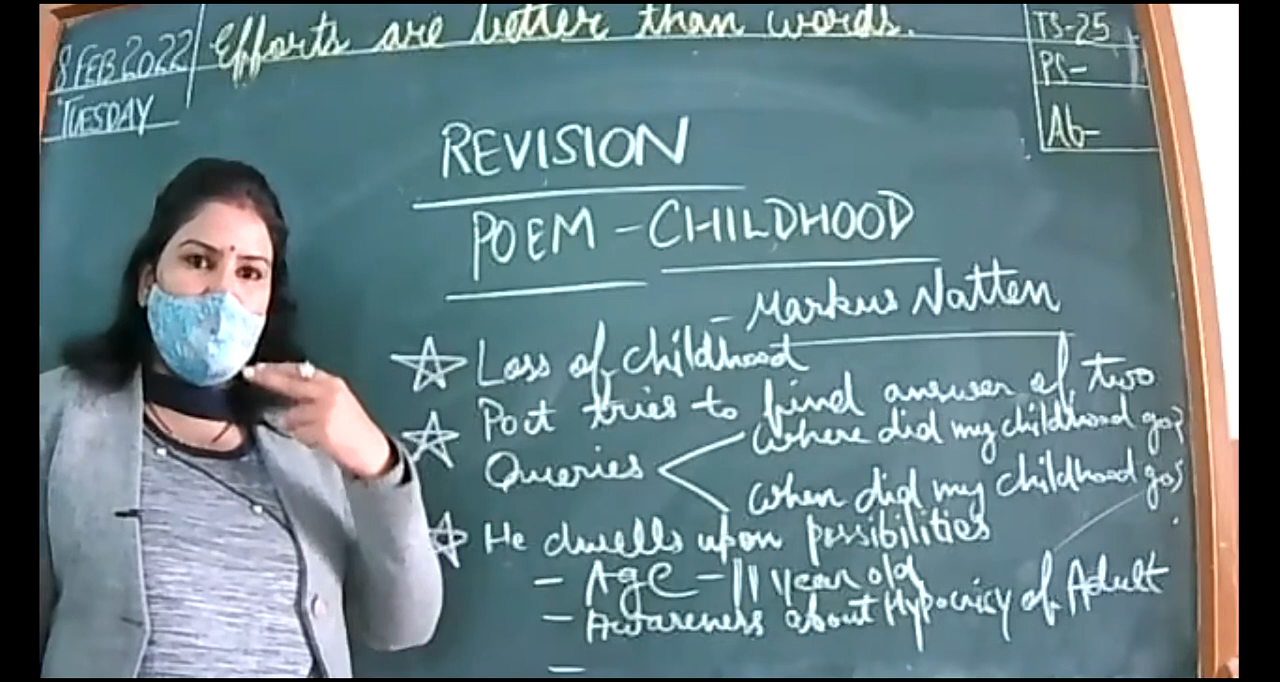 8 FEB 2022
TUESDAY
Efforts are better than words.
TS-25
PS-
Ab-
REVISION
POEM - CHILDHOOD
- Markus Natten
Loss of childhood
Poet tries to find answer of two
Queries
Where did my childhood go?
When did my childhood go?
He dwells upon possibilities
- Age - 11 year old
- Awareness about Hypocrisy of Adult
-